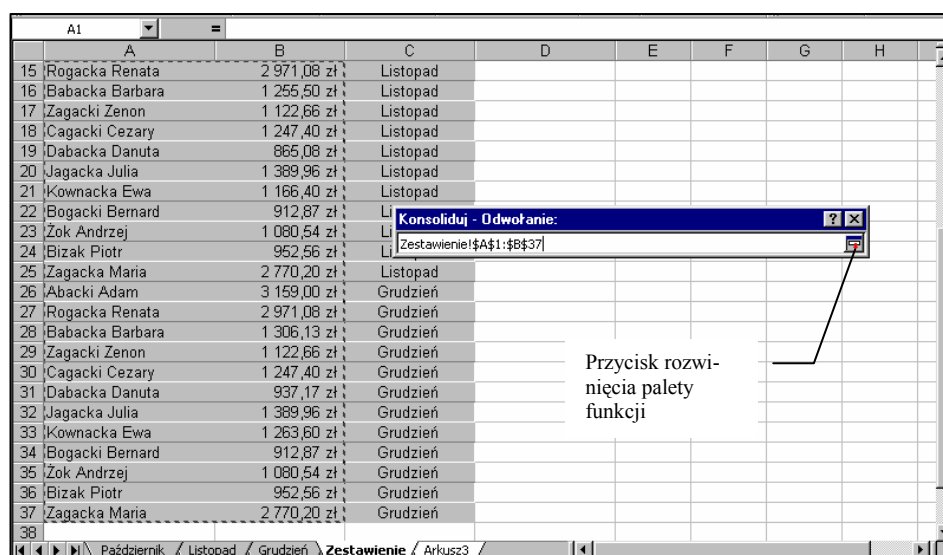 A1 =
A B C D E F G H
15 Rogacka Renata 2 971,08 zł Listopad
16 Babacka Barbara 1 255,50 zł Listopad
17 Zagacki Zenon 1 122,66 zł Listopad
18 Cagacki Cezary 1 247,40 zł Listopad
19 Dabacka Danuta 865,08 zł Listopad
20 Jagacka Julia 1 389,96 zł Listopad
21 Kownacka Ewa 1 166,40 zł Listopad
22 Bogacki Bernard 912,87 zł Li
Konsoliduj - Odwołanie:
23 Żok Andrzej 1 080,54 zł Li
Zestawienie!$A$1:$B$37
24 Bizak Piotr 952,56 zł Li
25 Zagacka Maria 2 770,20 zł Listopad
26 Abacki Adam 3 159,00 zł Grudzień
27 Rogacka Renata 2 971,08 zł Grudzień
28 Babacka Barbara 1 306,13 zł Grudzień
29 Zagacki Zenon 1 122,66 zł Grudzień
30 Cagacki Cezary 1 247,40 zł Grudzień
31 Dabacka Danuta 937,17 zł Grudzień
32 Jagacka Julia 1 389,96 zł Grudzień
33 Kownacka Ewa 1 263,60 zł Grudzień
34 Bogacki Bernard 912,87 zł Grudzień
35 Żok Andrzej 1 080,54 zł Grudzień
36 Bizak Piotr 952,56 zł Grudzień
37 Zagacka Maria 2 770,20 zł Grudzień
38
Przycisk rozwi-
nięcia palety
funkcji
Październik Listopad Grudzień Zestawienie Arkusz3